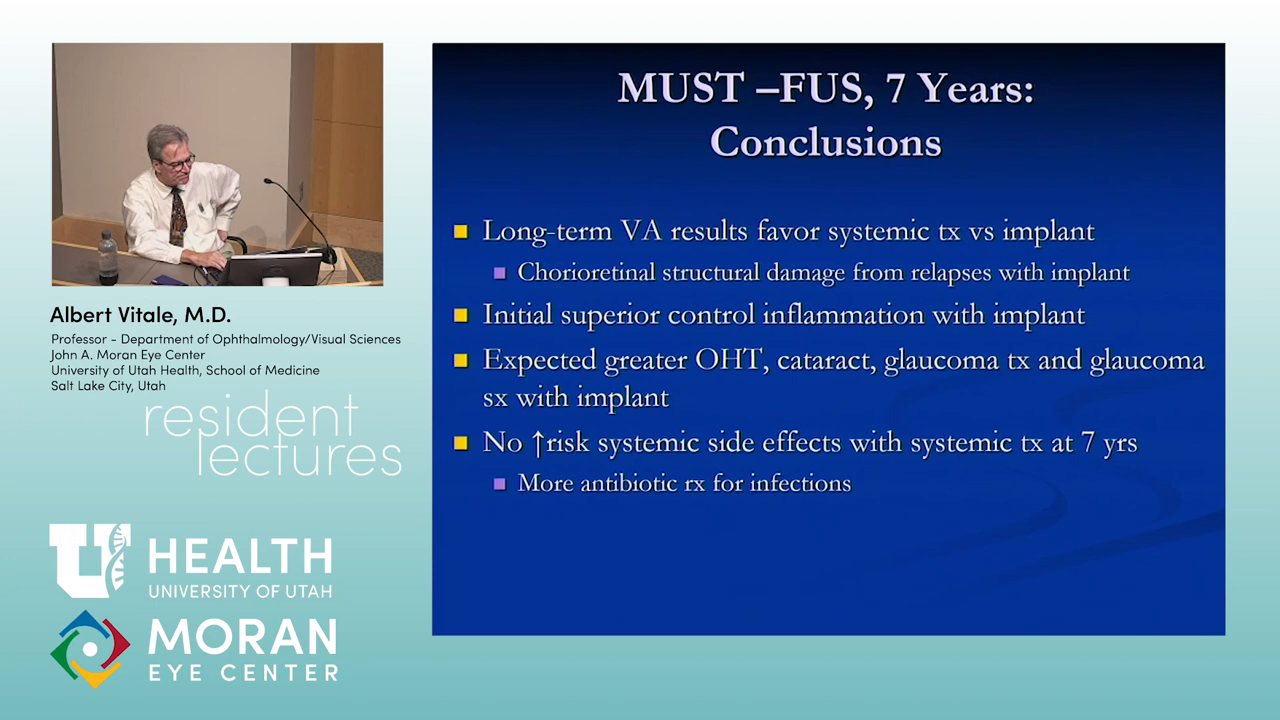 MUST –FUS, 7 Years:
Conclusions
Long-term VA results favor systemic tx vs implant
Chorioretinal structural damage from relapses with implant
Initial superior control inflammation with implant
Expected greater OHT, cataract, glaucoma tx and glaucoma
sx with implant
No ↑risk systemic side effects with systemic tx at 7 yrs
More antibiotic rx for infections
Albert Vitale, M.D.
Professor - Department of Ophthalmology/Visual Sciences
John A. Moran Eye Center
University of Utah Health, School of Medicine
Salt Lake City, Utah
resident
lectures
U HEALTH
UNIVERSITY OF UTAH
MORAN
EYE CENTER